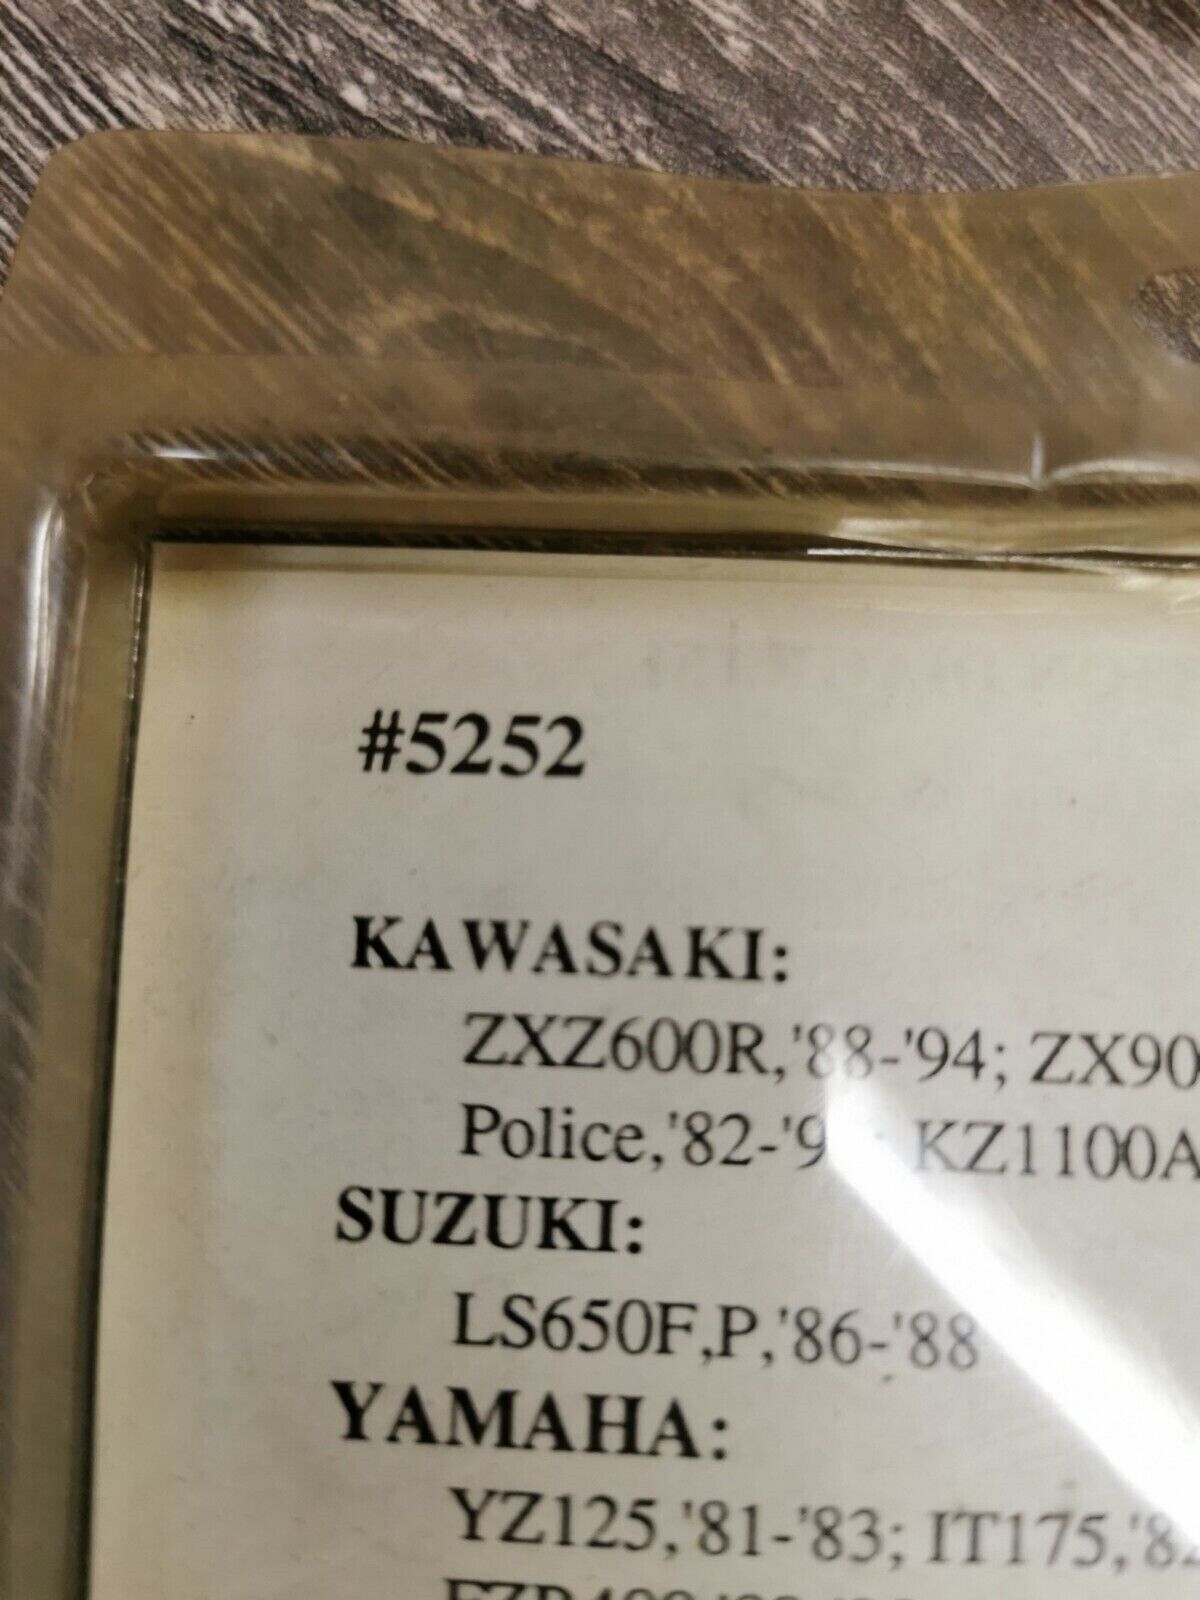 #5252
KAWASAKI:
ZXZ600R,'88-'94; ZX90
Police,'82-'9 KZ1100A
SUZUKI:
LS650F,P,'86-'88
YAMAHA:
YZ125,'81-'83; IT175,'82